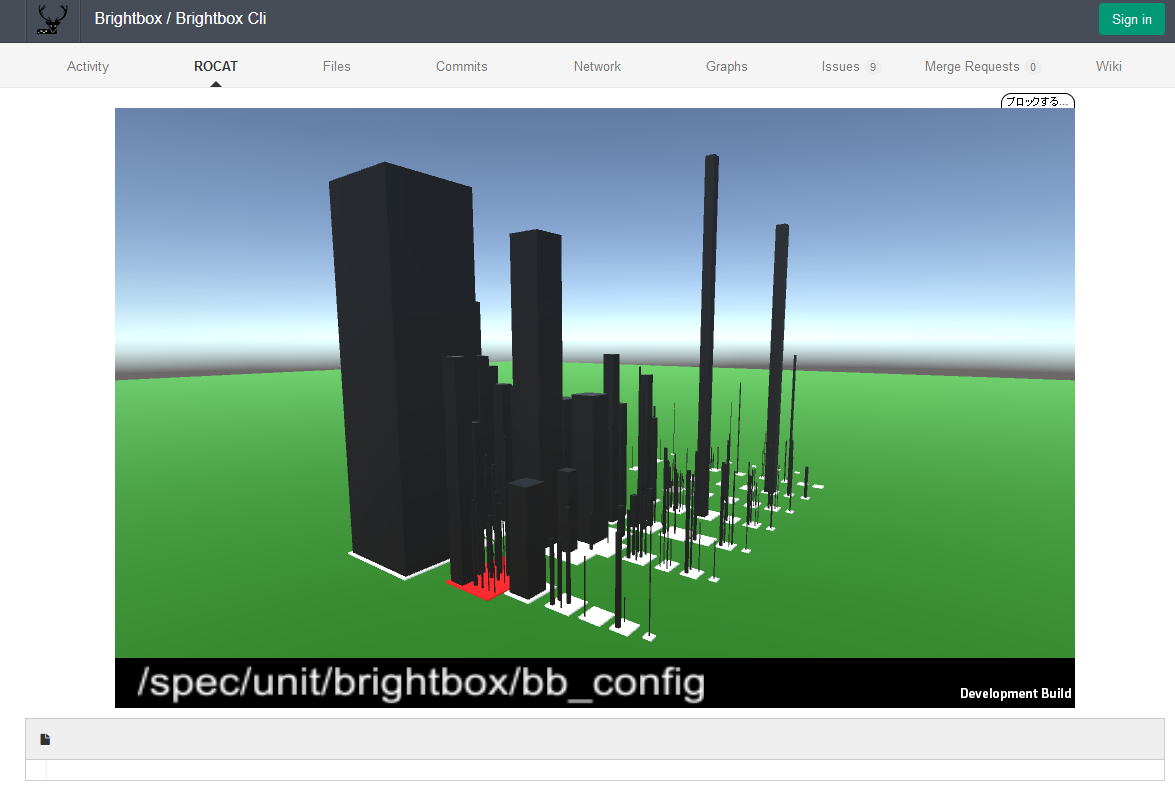 Brightbox / Brightbox Cli
Sign in
Activity ROCAT Files Commits Network Graphs Issues 9 Merge Requests 0 Wiki
ブロックする...
/spec/unit/brightbox/bb_config
Development Build